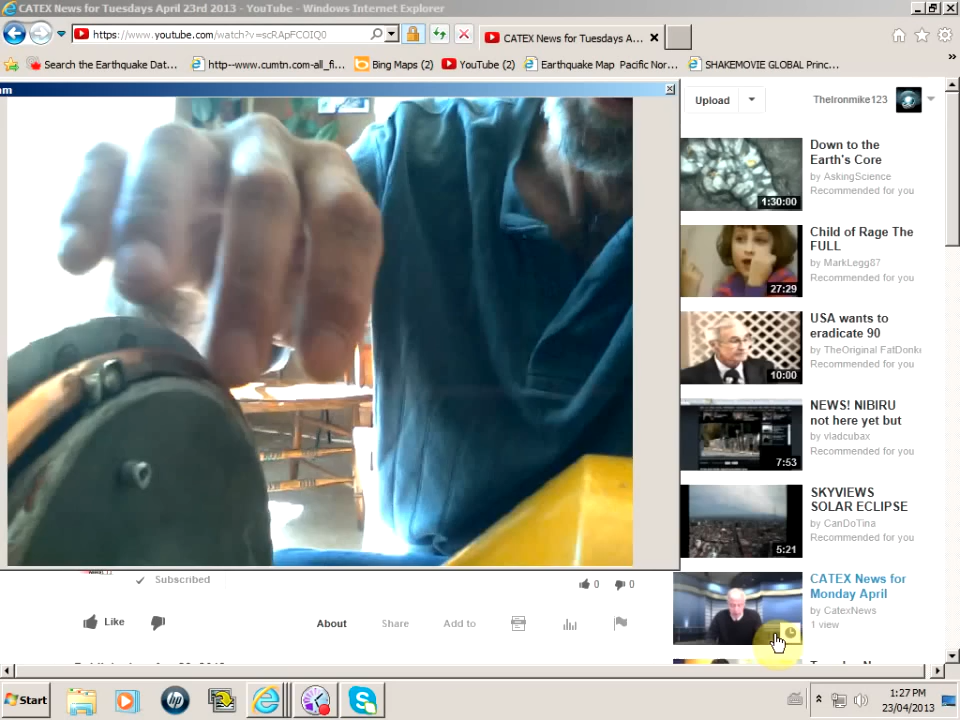 CATEX News for Tuesdays April 23rd 2013 - YouTube - Windows Internet Explorer
https://www.youtube.com/watch?v=scRApFCOIQ0
CATEX News for Tuesdays A...
Search the Earthquake Dat...
http--www.cumtn.com-all_fi...
Bing Maps (2)
YouTube (2)
Earthquake Map Pacific Nor...
SHAKEMOVIE GLOBAL Princ...
am
Upload
TheIronmike123
Down to the
Earth's Core
by AskingScience
Recommended for you
1:30:00
Child of Rage The
FULL
by MarkLegg87
Recommended for you
27:29
USA wants to
eradicate 90
by TheOriginal FatDonk
10:00
Recommended for you
NEWS! NIBIRU
not here yet but
by vladcubax
Recommended for you
7:53
SKYVIEWS
SOLAR ECLIPSE
by CanDoTina
Recommended for you
5:21
CATEX News for
Monday April
by CatexNews
1 view
Subscribed
0
0
Like
About
Share
Add to
Start
1:27 PM
23/04/2013